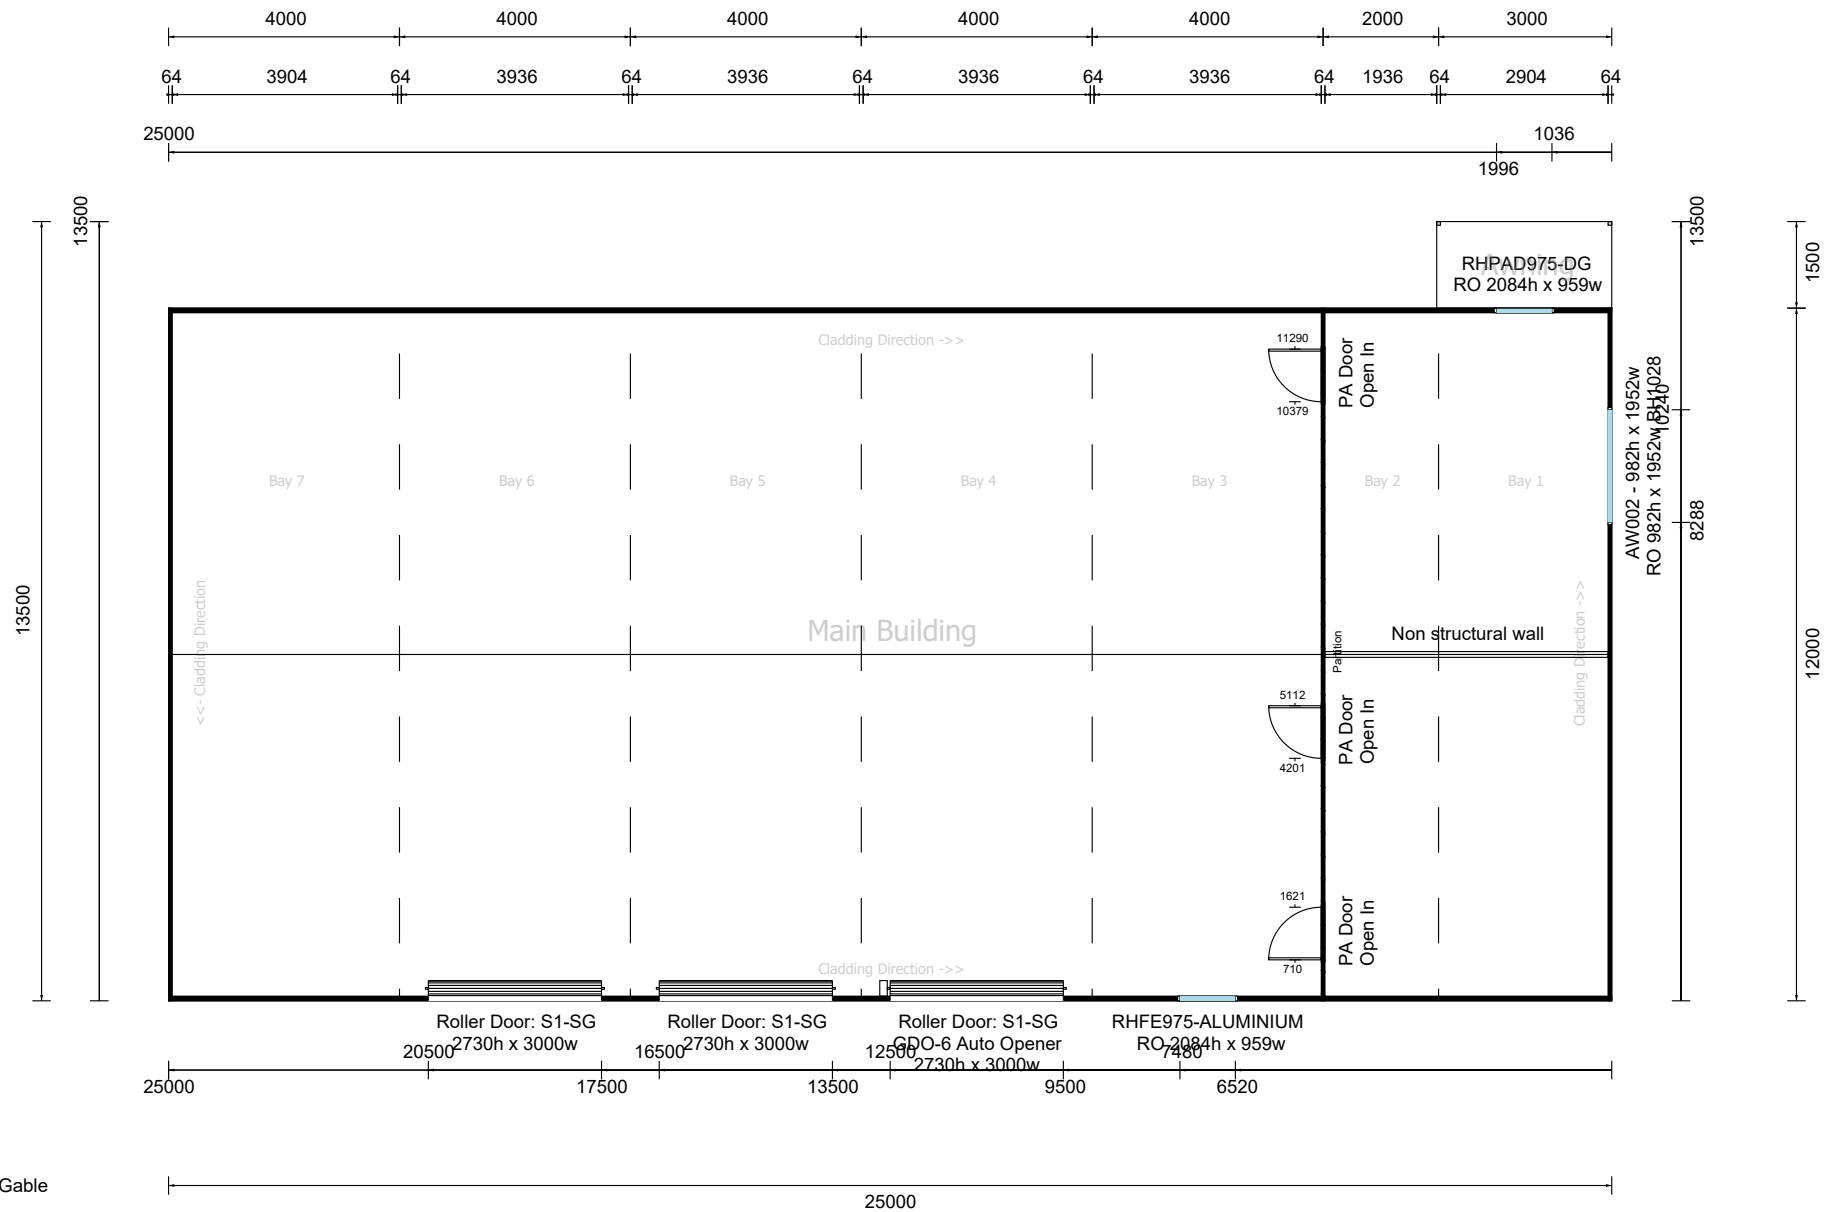 4000 4000 4000 4000 4000 2000 3000
64 3904 64 3936 64 3936 64 3936 64 3936 64 1936 64 2904 64
25000 1036
1996
13500
13500
13500
1500
Awning
RHPAD975-DG
RO 2084h x 959w
Cladding Direction ->>
11290
10379
PA Door
Open In
AW002 - 982h x 1952w
RO 982h x 1952w BH1028
10240
8288
Bay 7 Bay 6 Bay 5 Bay 4 Bay 3 Bay 2 Bay 1
<<- Cladding Direction
Main Building
Partition
Non structural wall
Cladding Direction ->>
12000
5112
4201
PA Door
Open In
1621
710
PA Door
Open In
Cladding Direction ->>
Roller Door: S1-SG
2730h x 3000w
Roller Door: S1-SG
2730h x 3000w
Roller Door: S1-SG
GDO-6 Auto Opener
2730h x 3000w
RHFE975-ALUMINIUM
RO 2084h x 959w
20500 16500 12500 7480
25000 17500 13500 9500 6520
Gable
25000